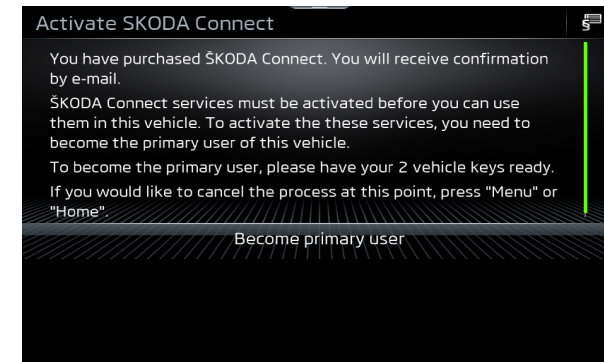 Activate SKODA Connect
You have purchased ŠKODA Connect. You will receive confirmation
by e-mail.
ŠKODA Connect services must be activated before you can use
them in this vehicle. To activate the these services, you need to
become the primary user of this vehicle.
To become the primary user, please have your 2 vehicle keys ready.
If you would like to cancel the process at this point, press "Menu" or
"Home".
Become primary user